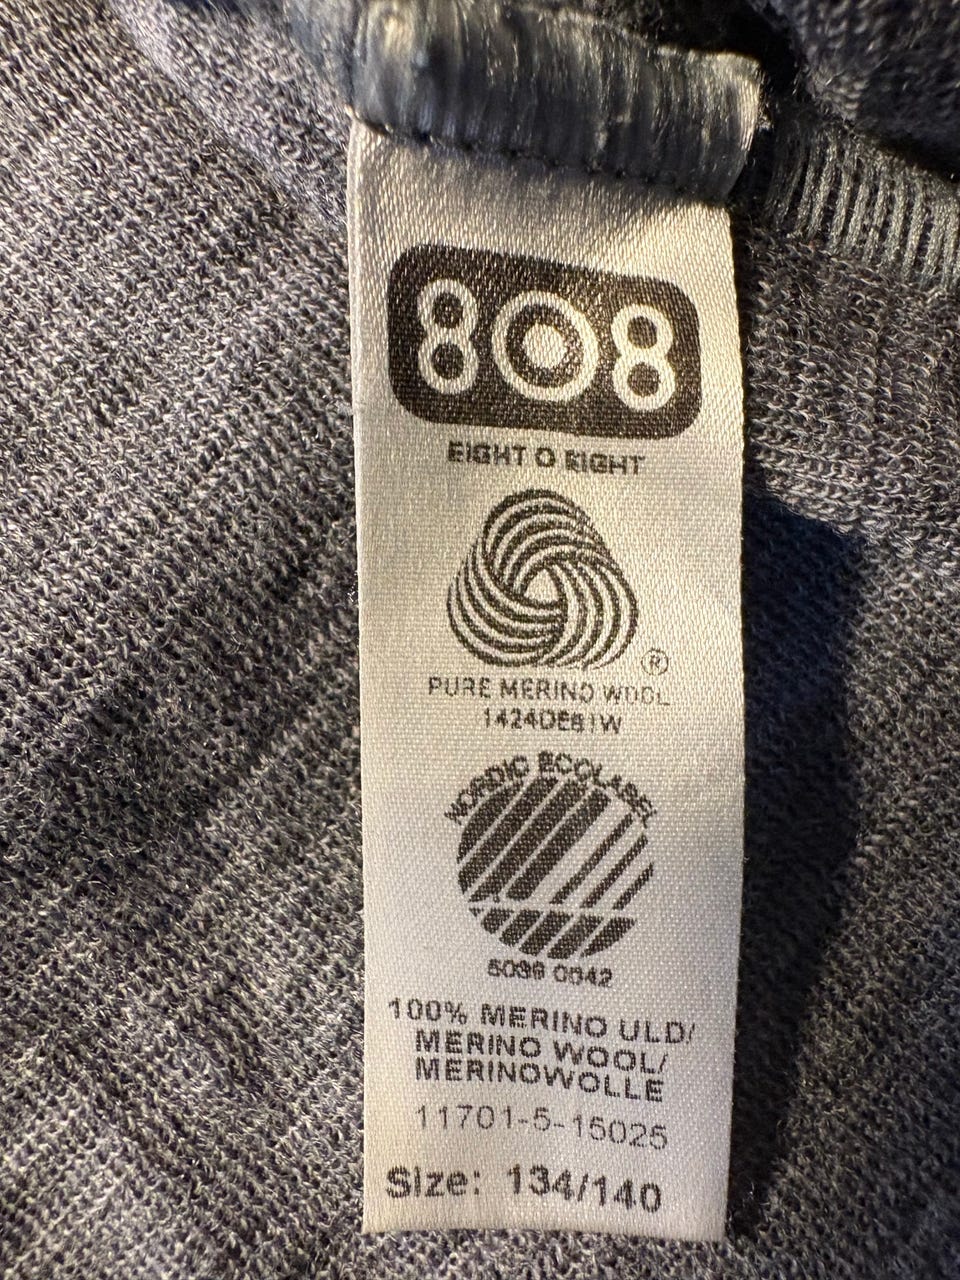 808
EIGHT O EIGHT
®
PURE MERINO WOOL
1424DE61W
NORDIC ECOLABEL
5039 0042
100% MERINO ULD/
MERINO WOOL/
MERINOWOLLE
11701-5-15025
Size: 134/140